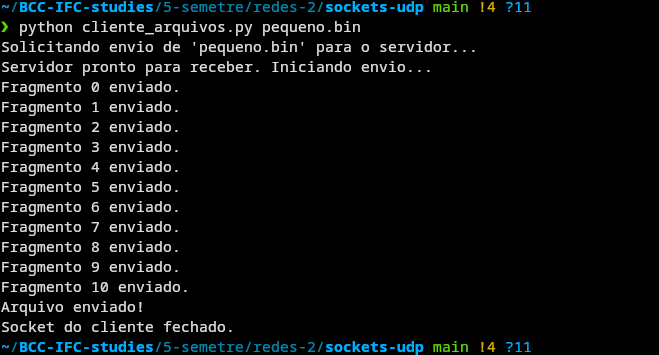 ~/BCC-IFC-studies/5-semetre/redes-2/sockets-udp main !4 ?11
❯ python cliente_arquivos.py pequeno.bin
Solicitando envio de 'pequeno.bin' para o servidor...
Servidor pronto para receber. Iniciando envio...
Fragmento 0 enviado.
Fragmento 1 enviado.
Fragmento 2 enviado.
Fragmento 3 enviado.
Fragmento 4 enviado.
Fragmento 5 enviado.
Fragmento 6 enviado.
Fragmento 7 enviado.
Fragmento 8 enviado.
Fragmento 9 enviado.
Fragmento 10 enviado.
Arquivo enviado!
Socket do cliente fechado.
~/BCC-IFC-studies/5-semetre/redes-2/sockets-udp main !4 ?11